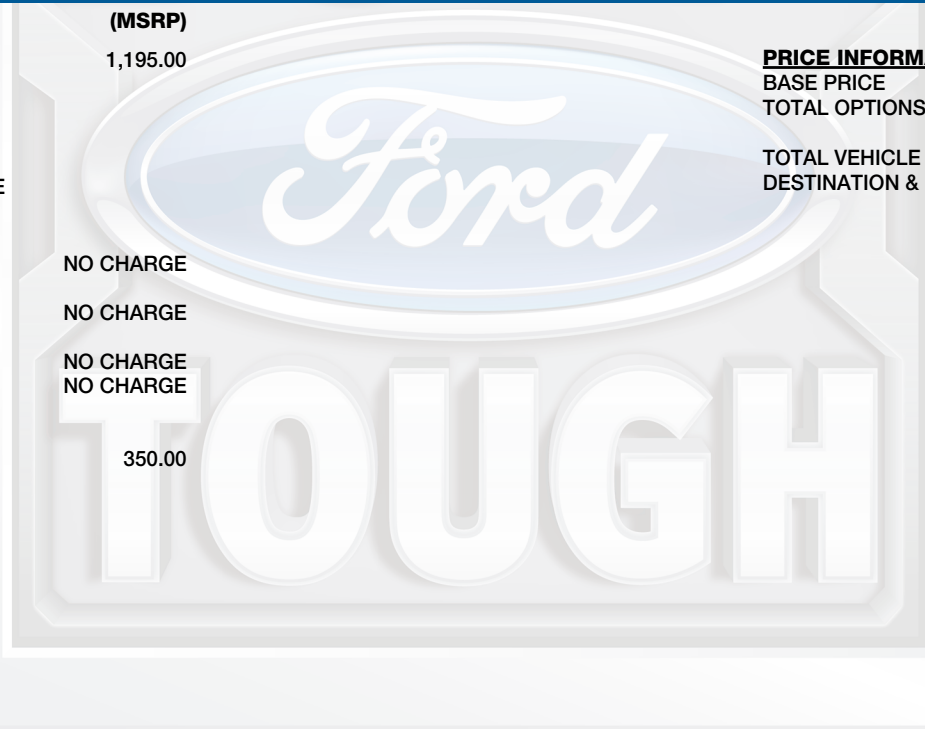 (MSRP)
1,195.00
E
NO CHARGE
NO CHARGE
NO CHARGE
NO CHARGE
350.00
PRICE INFORM
BASE PRICE
TOTAL OPTIONS
TOTAL VEHICLE
DESTINATION &
Ford
TOUGH